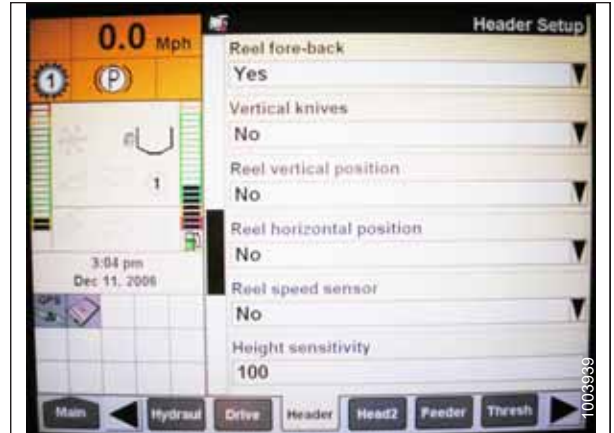 0.0 Mph
Header Setup
1
P
Reel fore-back
Yes
Vertical knives
No
Reel vertical position
No
1
Reel horizontal position
No
3:04 pm
Dec 11, 2006
Reel speed sensor
No
GPS
Height sensitivity
100
Main
Hydraul
Drive
Header
Head2
Feeder
Thresh
1003939